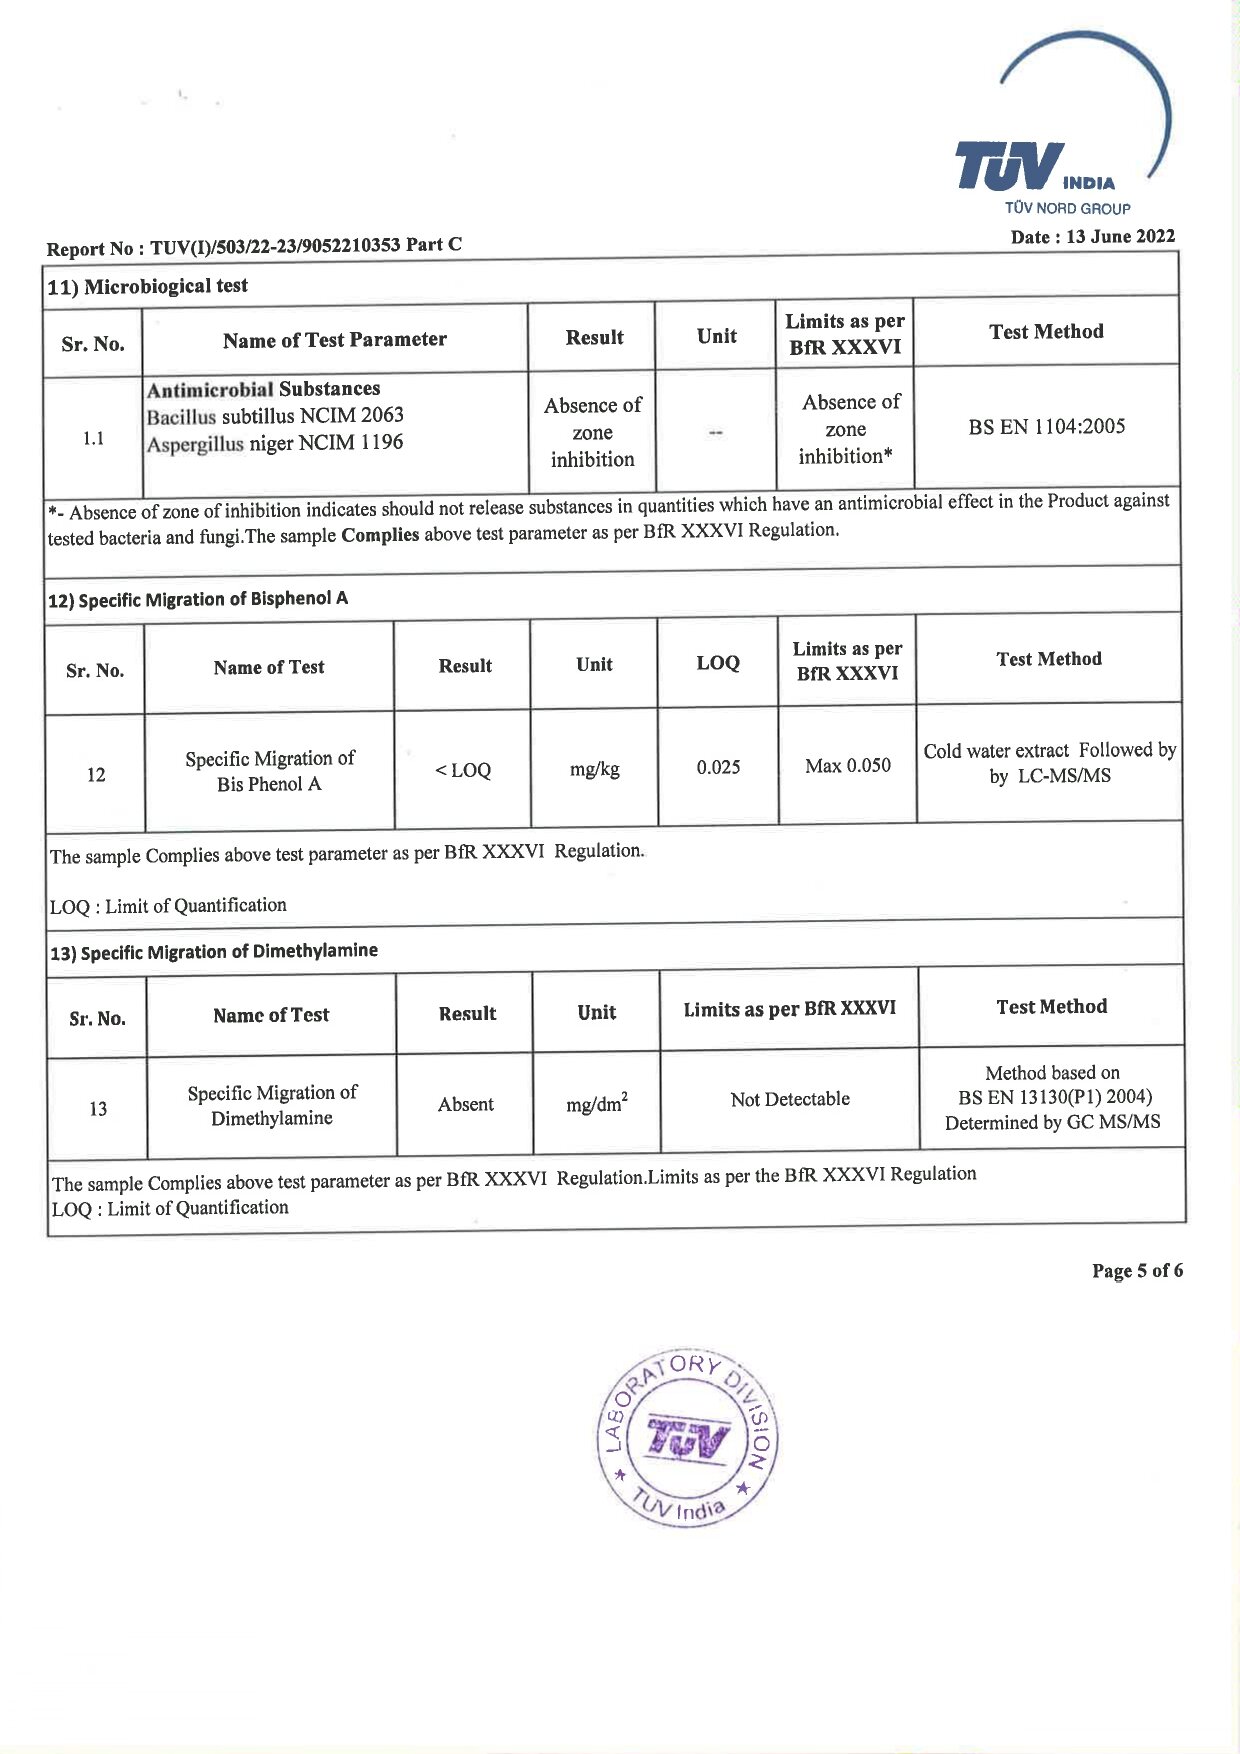 TÜV INDIA
TÜV NORD GROUP
Report No : TUV(I)/503/22-23/9052210353 Part C
Date : 13 June 2022
11) Microbiogical test
Sr. No.
Name of Test Parameter
Result
Unit
Limits as per
BfR XXXVI
Test Method
1.1
Antimicrobial Substances
Bacillus subtillus NCIM 2063
Aspergillus niger NCIM 1196
Absence of
zone
inhibition
--
Absence of
zone
inhibition*
BS EN 1104:2005
*- Absence of zone of inhibition indicates should not release substances in quantities which have an antimicrobial effect in the Product against
tested bacteria and fungi.The sample Complies above test parameter as per BfR XXXVI Regulation.
12) Specific Migration of Bisphenol A
Sr. No.
Name of Test
Result
Unit
LOQ
Limits as per
BfR XXXVI
Test Method
12
Specific Migration of
Bis Phenol A
< LOQ
mg/kg
0.025
Max 0.050
Cold water extract Followed by
by LC-MS/MS
The sample Complies above test parameter as per BfR XXXVI Regulation.
LOQ : Limit of Quantification
13) Specific Migration of Dimethylamine
Sr. No.
Name of Test
Result
Unit
Limits as per BfR XXXVI
Test Method
13
Specific Migration of
Dimethylamine
Absent
mg/dm²
Not Detectable
Method based on
BS EN 13130(P1) 2004)
Determined by GC MS/MS
The sample Complies above test parameter as per BfR XXXVI Regulation.Limits as per the BfR XXXVI Regulation
LOQ : Limit of Quantification
Page 5 of 6
LABORATORY DIVISION
TÜV
TUV India